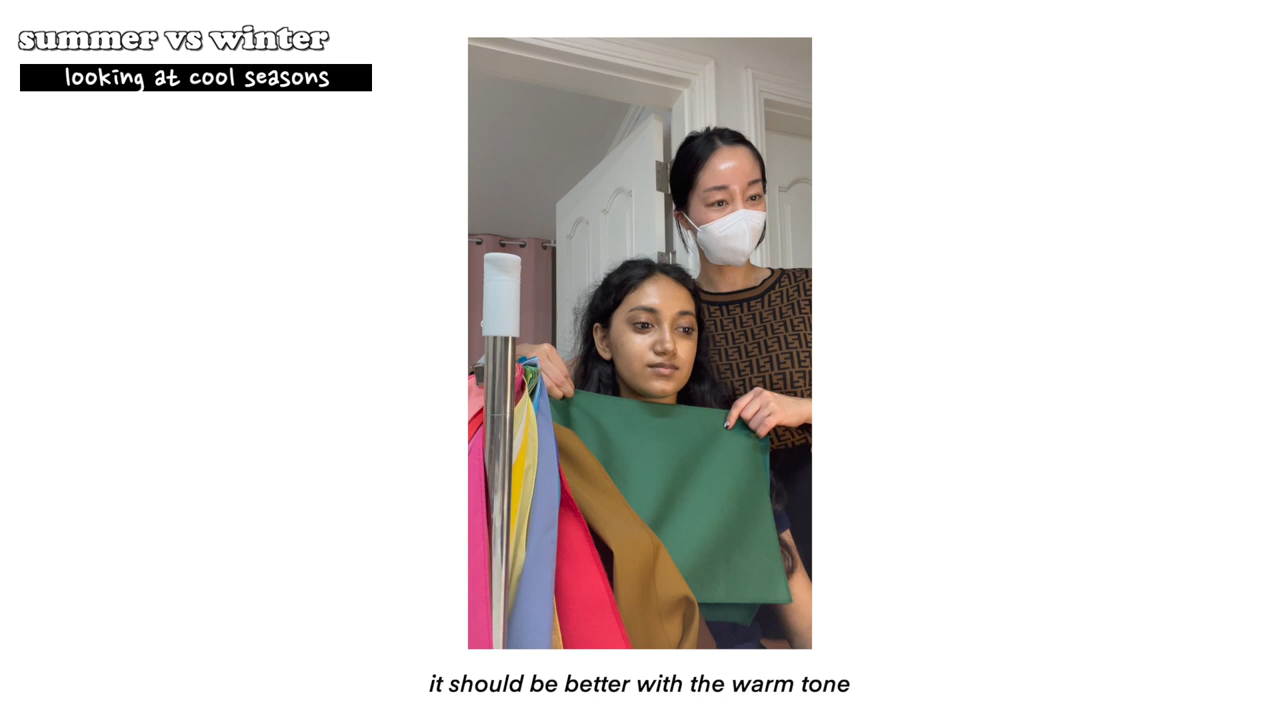 summer vs winter
looking at cool seasons
it should be better with the warm tone